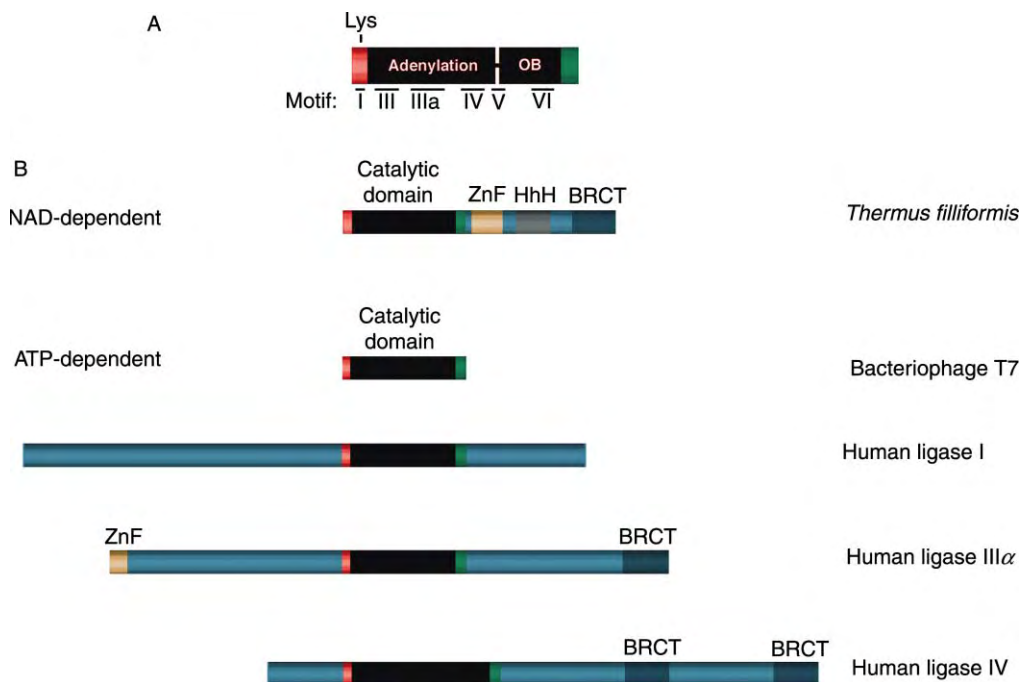 A
Lys
Adenylation OB
Motif: I III IIIa IV V VI
B
Catalytic
domain
ZnF HhH BRCT
NAD-dependent
Thermus filliformis
Catalytic
domain
ATP-dependent
Bacteriophage T7
Human ligase I
ZnF BRCT
Human ligase IIIα
BRCT BRCT
Human ligase IV